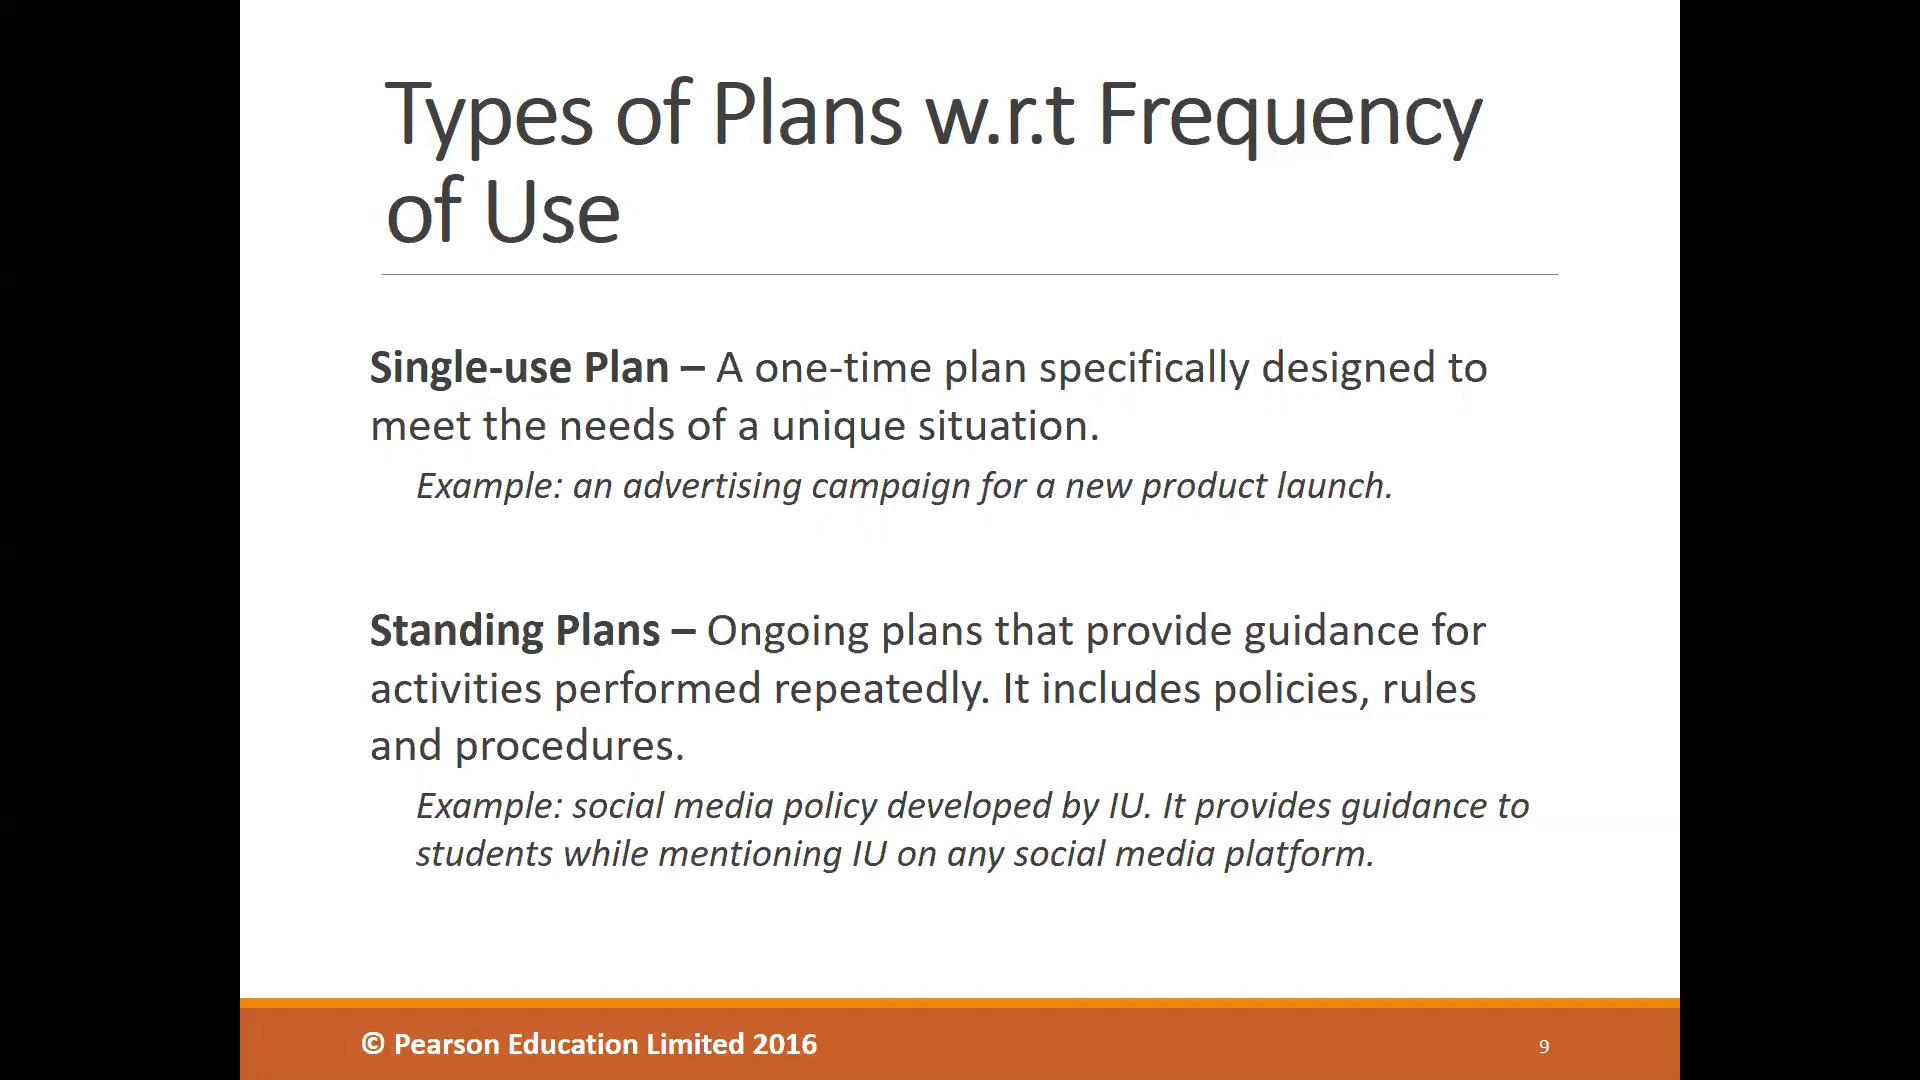 Types of Plans w.r.t Frequency
of Use
Single-use Plan – A one-time plan specifically designed to
meet the needs of a unique situation.
Example: an advertising campaign for a new product launch.
Standing Plans – Ongoing plans that provide guidance for
activities performed repeatedly. It includes policies, rules
and procedures.
Example: social media policy developed by IU. It provides guidance to
students while mentioning IU on any social media platform.
© Pearson Education Limited 2016
9